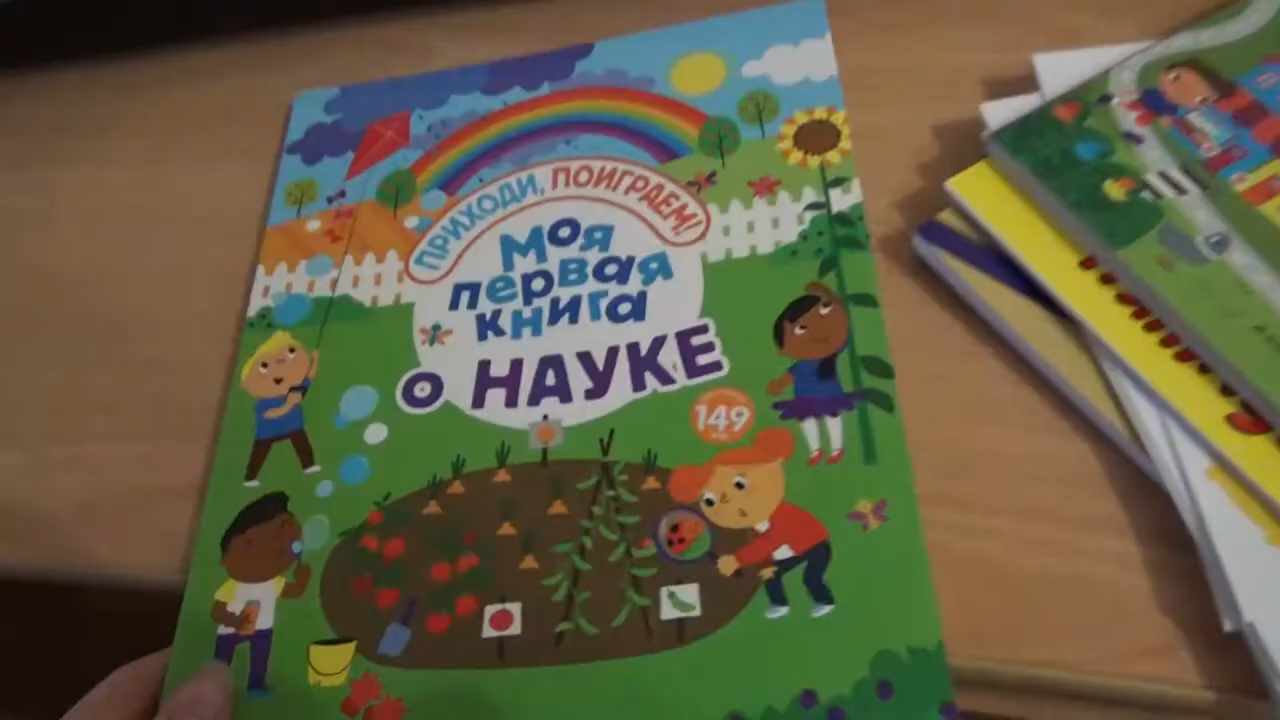 ПРИХОДИ, ПОИГРАЕМ!
Моя
первая
книга
о НАУКЕ
149